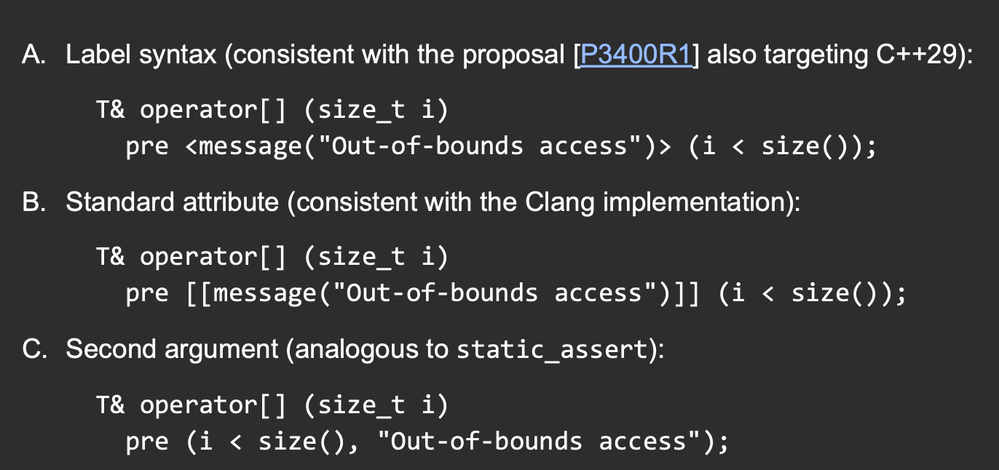 A. Label syntax (consistent with the proposal [P3400R1] also targeting C++29):
T& operator[] (size_t i)
pre <message("Out-of-bounds access")> (i < size());
B. Standard attribute (consistent with the Clang implementation):
T& operator[] (size_t i)
pre [[message("Out-of-bounds access")]] (i < size());
C. Second argument (analogous to static_assert):
T& operator[] (size_t i)
pre (i < size(), "Out-of-bounds access");